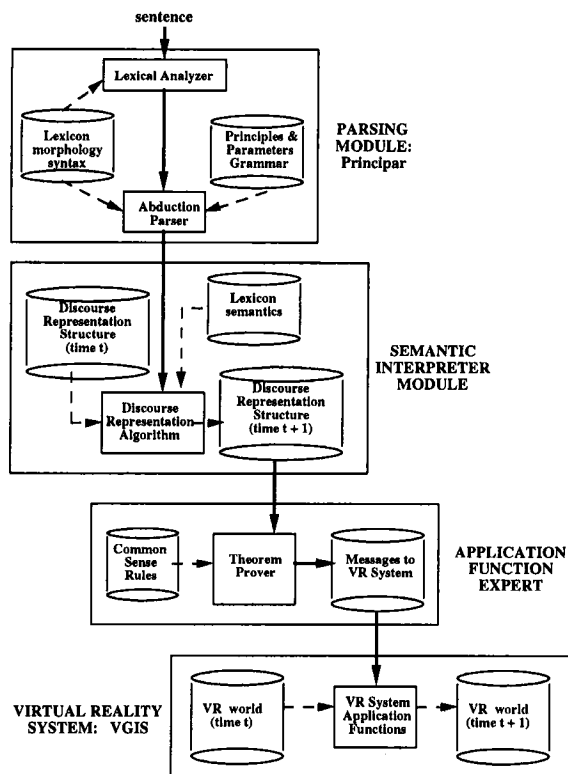 sentence
Lexical Analyzer
Lexicon
morphology
syntax
Principles &
Parameters
Grammar
PARSING
MODULE:
Principar
Abduction
Parser
Discourse
Representation
Structure
(time t)
Lexicon
semantics
SEMANTIC
INTERPRETER
MODULE
Discourse
Representation
Algorithm
Discourse
Representation
Structure
(time t + 1)
Common
Sense
Rules
Theorem
Prover
Messages to
VR System
APPLICATION
FUNCTION
EXPERT
VIRTUAL REALITY
SYSTEM: VGIS
VR world
(time t)
VR System
Application
Functions
VR world
(time t + 1)